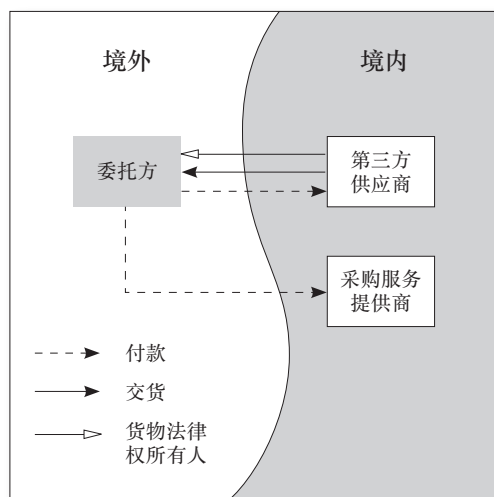 境外
境内
委托方
第三方
供应商
采购服务
提供商
付款
交货
货物法律
权所有人